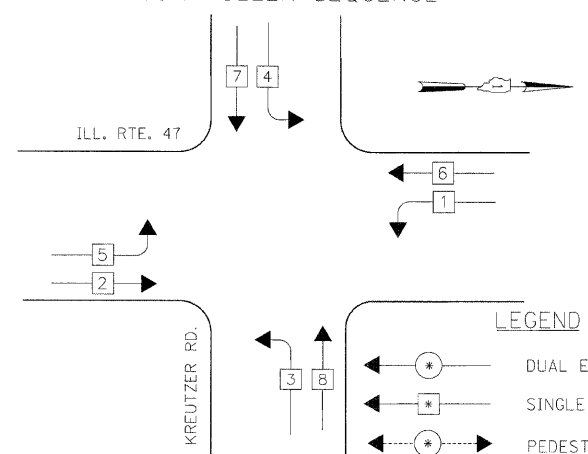 7
4
ILL. RTE. 47
6
1
5
2
KREUTZER RD.
3
8
LEGEND
* DUAL E
* SINGLE
* PEDEST